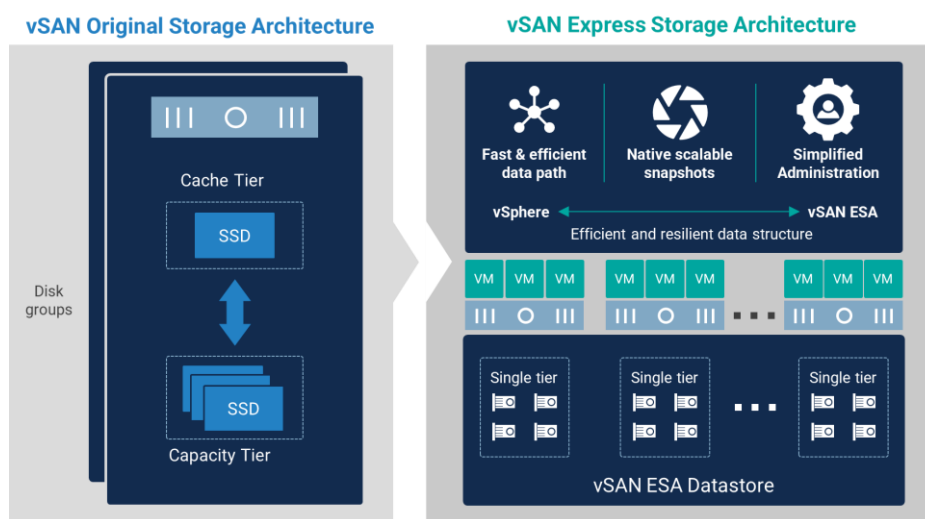 vSAN Original Storage Architecture
Cache Tier
SSD
Disk
groups
SSD
Capacity Tier
vSAN Express Storage Architecture
Fast & efficient
data path
Native scalable
snapshots
Simplified
Administration
vSphere
vSAN ESA
Efficient and resilient data structure
VM VM VM
VM VM VM
VM VM VM
Single tier
Single tier
Single tier
vSAN ESA Datastore